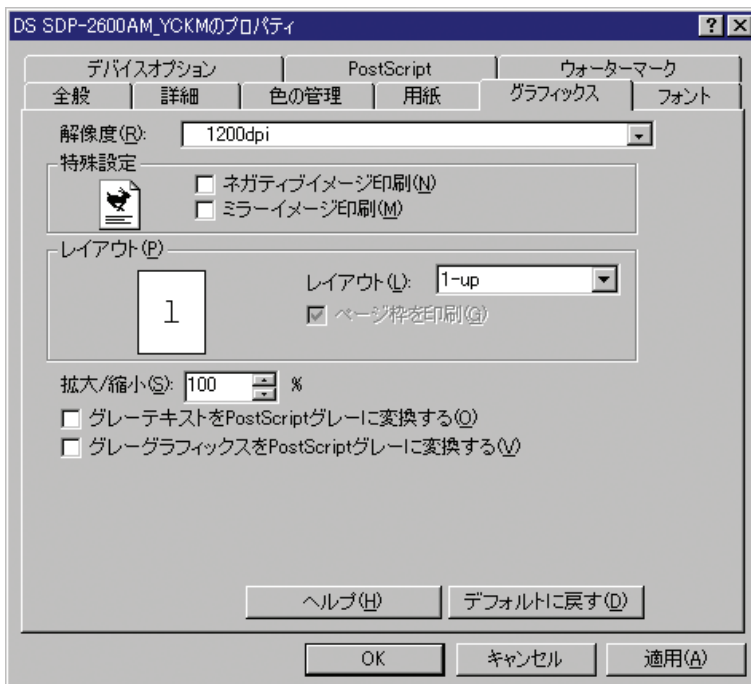 DS SDP-2600AM_YCKMのプロパティ
デバイスオプション PostScript ウォーターマーク
全般 詳細 色の管理 用紙 グラフィックス フォント
解像度(R): 1200dpi
特殊設定
ネガティブイメージ印刷(N)
ミラーイメージ印刷(M)
レイアウト(P)
レイアウト(L): 1-up
1
ページ枠を印刷(G)
拡大/縮小(S): 100 %
グレーテキストをPostScriptグレーに変換する(O)
グレーグラフィックスをPostScriptグレーに変換する(V)
ヘルプ(H) デフォルトに戻す(D)
OK キャンセル 適用(A)